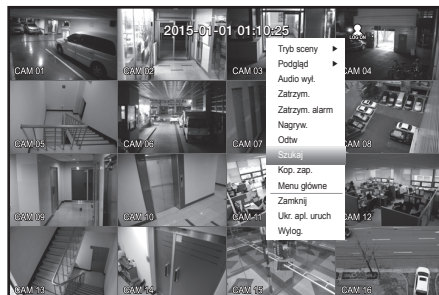 2015-01-01 01:10:25
LOG ON
CAM 01
CAM 02
CAM 03
CAM 04
Tryb sceny
Podgląd
Audio wył.
Zatrzym.
Zatrzym. alarm
Nagryw.
Odtw
Szukaj
Kop. zap.
Menu główne
Zamknij
Ukr. apl. uruch
Wylog.
CAM 05
CAM 06
CAM 07
CAM 08
CAM 09
CAM 10
CAM 11
CAM 12
CAM 13
CAM 14
CAM 15
CAM 16